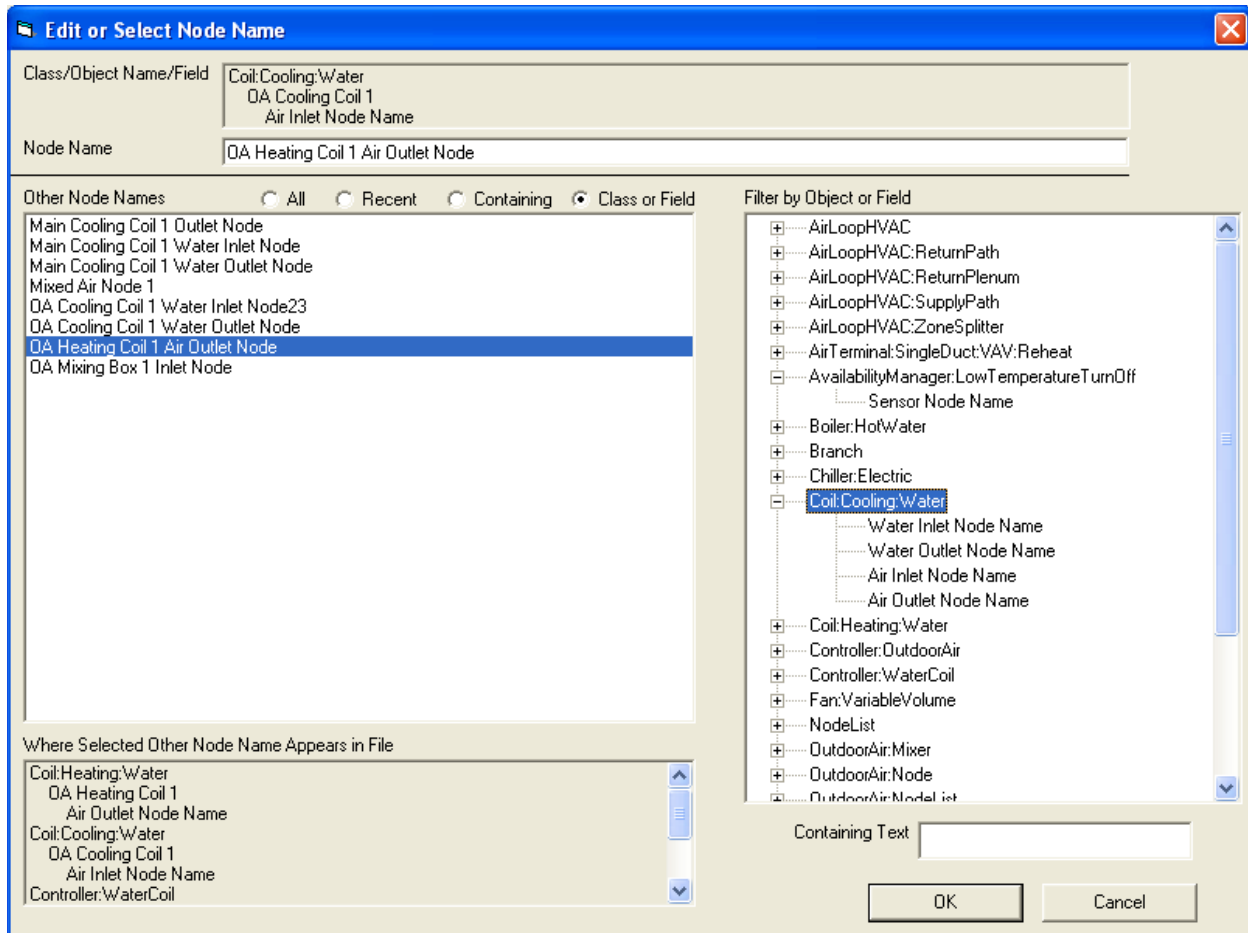 Edit or Select Node Name
Class/Object Name/Field
Coil:Cooling:Water
OA Cooling Coil 1
Air Inlet Node Name
Node Name
OA Heating Coil 1 Air Outlet Node
Other Node Names
All
Recent
Containing
Class or Field
Main Cooling Coil 1 Outlet Node
Main Cooling Coil 1 Water Inlet Node
Main Cooling Coil 1 Water Outlet Node
Mixed Air Node 1
OA Cooling Coil 1 Water Inlet Node23
OA Cooling Coil 1 Water Outlet Node
OA Heating Coil 1 Air Outlet Node
OA Mixing Box 1 Inlet Node
Where Selected Other Node Name Appears in File
Coil:Heating:Water
OA Heating Coil 1
Air Outlet Node Name
Coil:Cooling:Water
OA Cooling Coil 1
Air Inlet Node Name
Controller:WaterCoil
Filter by Object or Field
AirLoopHVAC
AirLoopHVAC:ReturnPath
AirLoopHVAC:ReturnPlenum
AirLoopHVAC:SupplyPath
AirLoopHVAC:ZoneSplitter
AirTerminal:SingleDuct:VAV:Reheat
AvailabilityManager:LowTemperatureTurnOff
Sensor Node Name
Boiler:HotWater
Branch
Chiller:Electric
Coil:Cooling:Water
Water Inlet Node Name
Water Outlet Node Name
Air Inlet Node Name
Air Outlet Node Name
Coil:Heating:Water
Controller:OutdoorAir
Controller:WaterCoil
Fan:VariableVolume
NodeList
OutdoorAir:Mixer
OutdoorAir:Node
OutdoorAir:NodeList
Containing Text
OK
Cancel